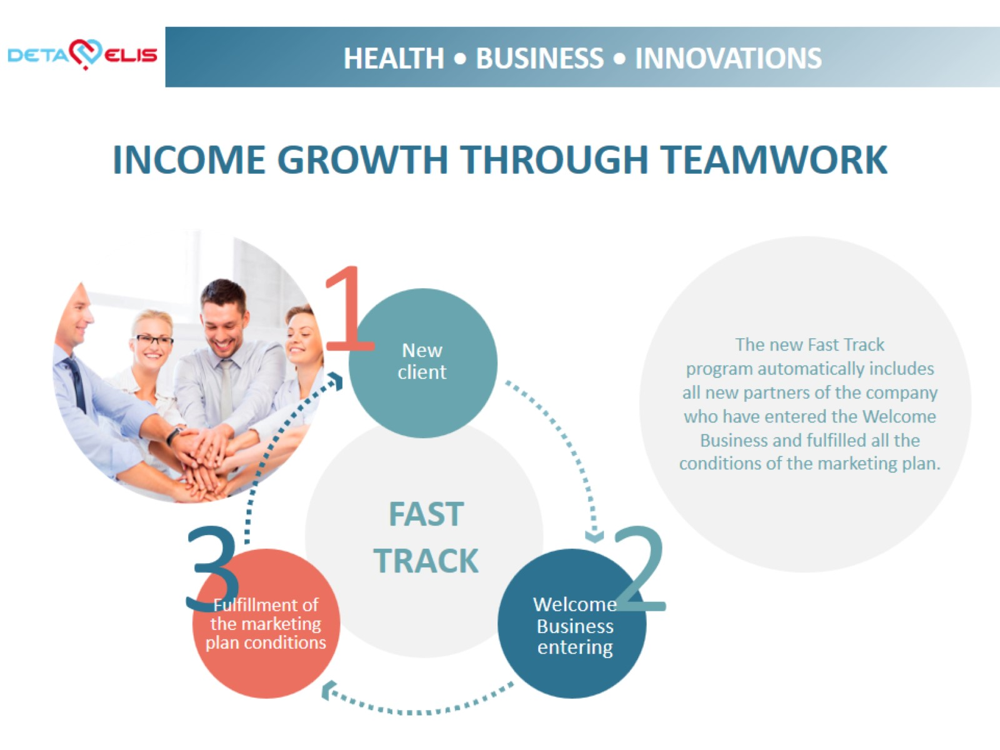 DETA ELIS
HEALTH • BUSINESS • INNOVATIONS
INCOME GROWTH THROUGH TEAMWORK
1
New
client
FAST
TRACK
2
Welcome
Business
entering
3
Fulfillment of
the marketing
plan conditions
The new Fast Track
program automatically includes
all new partners of the company
who have entered the Welcome
Business and fulfilled all the
conditions of the marketing plan.